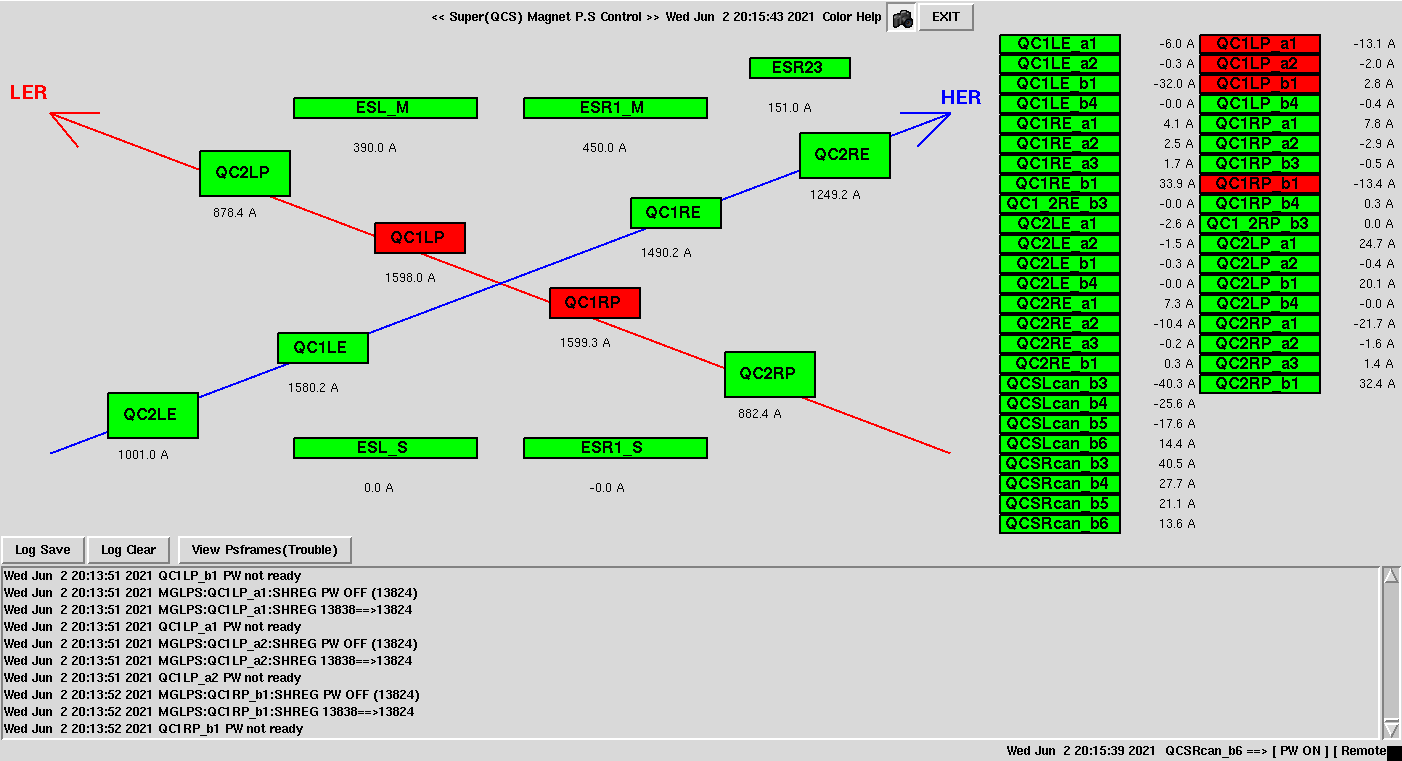 << Super(QCS) Magnet P.S Control >> Wed Jun 2 20:15:43 2021 Color Help EXIT
LER
HER
ESR23
151.0 A
ESL_M
390.0 A
ESR1_M
450.0 A
QC2LP
878.4 A
QC2RE
1249.2 A
QC1LP
1598.0 A
QC1RE
1490.2 A
QC1RP
1599.3 A
QC1LE
1580.2 A
QC2RP
882.4 A
QC2LE
1001.0 A
ESL_S
0.0 A
ESR1_S
-0.0 A
QC1LE_a1 -6.0 A QC1LP_a1 -13.1 A
QC1LE_a2 -0.3 A QC1LP_a2 -2.0 A
QC1LE_b1 -32.0 A QC1LP_b1 2.8 A
QC1LE_b4 -0.0 A QC1LP_b4 -0.4 A
QC1RE_a1 4.1 A QC1RP_a1 7.8 A
QC1RE_a2 2.5 A QC1RP_a2 -2.9 A
QC1RE_a3 1.7 A QC1RP_b3 -0.5 A
QC1RE_b1 33.9 A QC1RP_b1 -13.4 A
QC1_2RE_b3 -0.0 A QC1RP_b4 0.3 A
QC2LE_a1 -2.6 A QC1_2RP_b3 0.0 A
QC2LE_a2 -1.5 A QC2LP_a1 24.7 A
QC2LE_b1 -0.3 A QC2LP_a2 -0.4 A
QC2LE_b4 -0.0 A QC2LP_b1 20.1 A
QC2RE_a1 7.3 A QC2LP_b4 -0.0 A
QC2RE_a2 -10.4 A QC2RP_a1 -21.7 A
QC2RE_a3 -0.2 A QC2RP_a2 -1.6 A
QC2RE_b1 0.3 A QC2RP_a3 1.4 A
QCSLcan_b3 -40.3 A QC2RP_b1 32.4 A
QCSLcan_b4 -25.6 A
QCSLcan_b5 -17.6 A
QCSLcan_b6 14.4 A
QCSRcan_b3 40.5 A
QCSRcan_b4 27.7 A
QCSRcan_b5 21.1 A
QCSRcan_b6 13.6 A
Log Save Log Clear View Psframes(Trouble)
Wed Jun 2 20:13:51 2021 QC1LP_b1 PW not ready
Wed Jun 2 20:13:51 2021 MGLPS:QC1LP_a1:SHREG PW OFF (13824)
Wed Jun 2 20:13:51 2021 MGLPS:QC1LP_a1:SHREG 13838==>13824
Wed Jun 2 20:13:51 2021 QC1LP_a1 PW not ready
Wed Jun 2 20:13:51 2021 MGLPS:QC1LP_a2:SHREG PW OFF (13824)
Wed Jun 2 20:13:51 2021 MGLPS:QC1LP_a2:SHREG 13838==>13824
Wed Jun 2 20:13:51 2021 QC1LP_a2 PW not ready
Wed Jun 2 20:13:52 2021 MGLPS:QC1RP_b1:SHREG PW OFF (13824)
Wed Jun 2 20:13:52 2021 MGLPS:QC1RP_b1:SHREG 13838==>13824
Wed Jun 2 20:13:52 2021 QC1RP_b1 PW not ready
Wed Jun 2 20:15:39 2021 QCSRcan_b6 ==> [ PW ON ] [ Remote